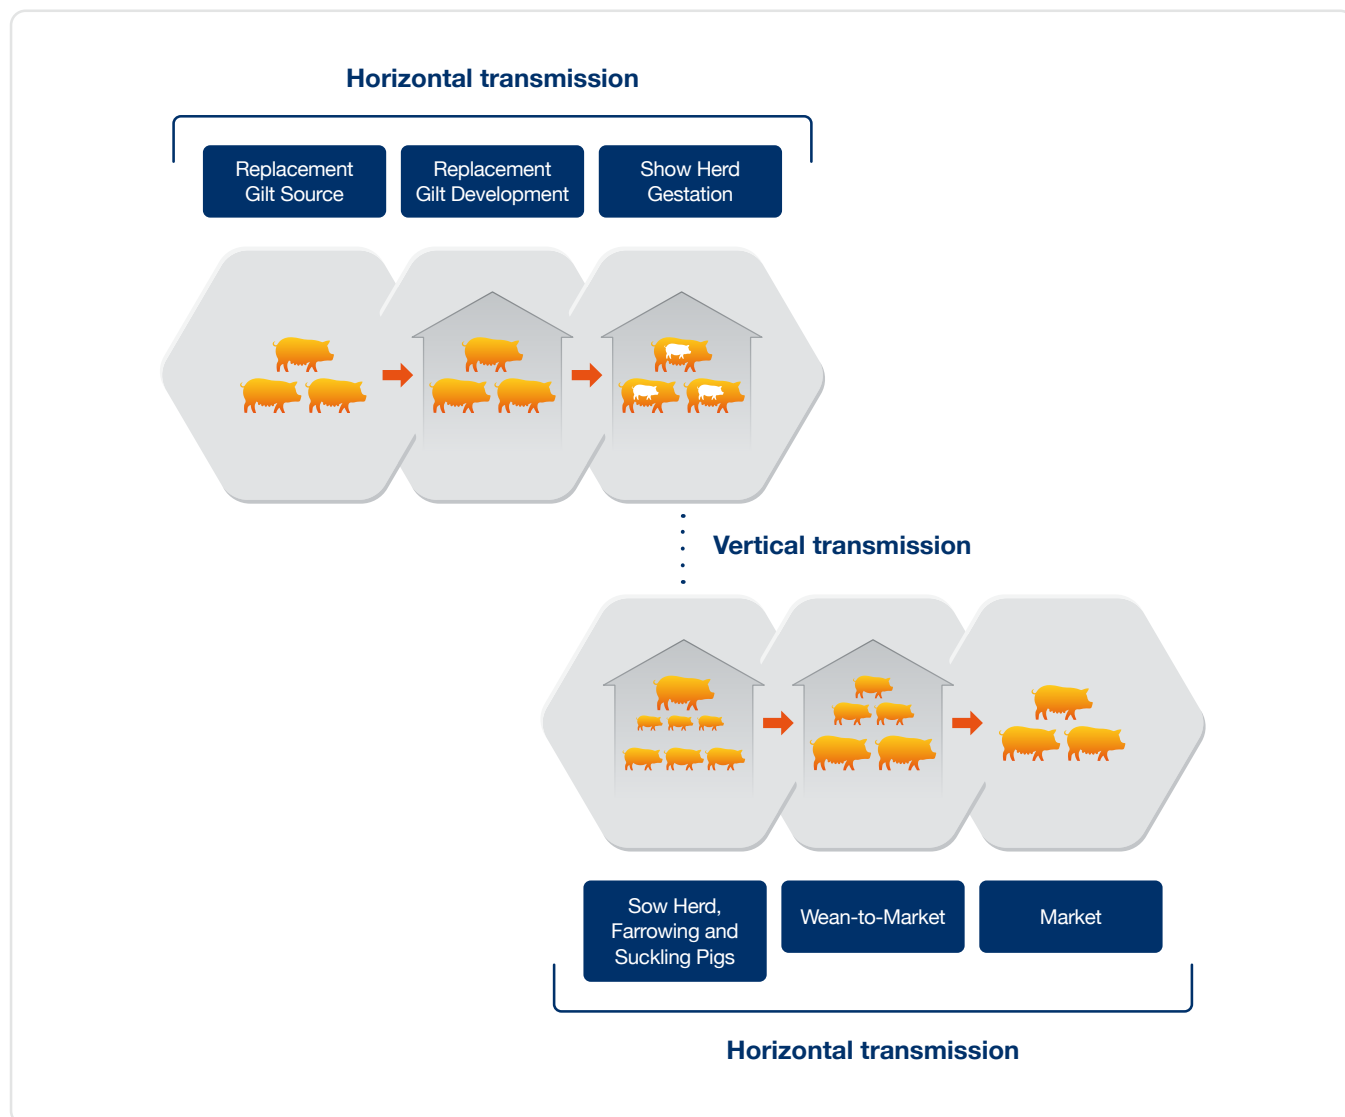 Horizontal transmission
Replacement
Gilt Source
Replacement
Gilt Development
Show Herd
Gestation
Vertical transmission
Sow Herd,
Farrowing and
Suckling Pigs
Wean-to-Market
Market
Horizontal transmission